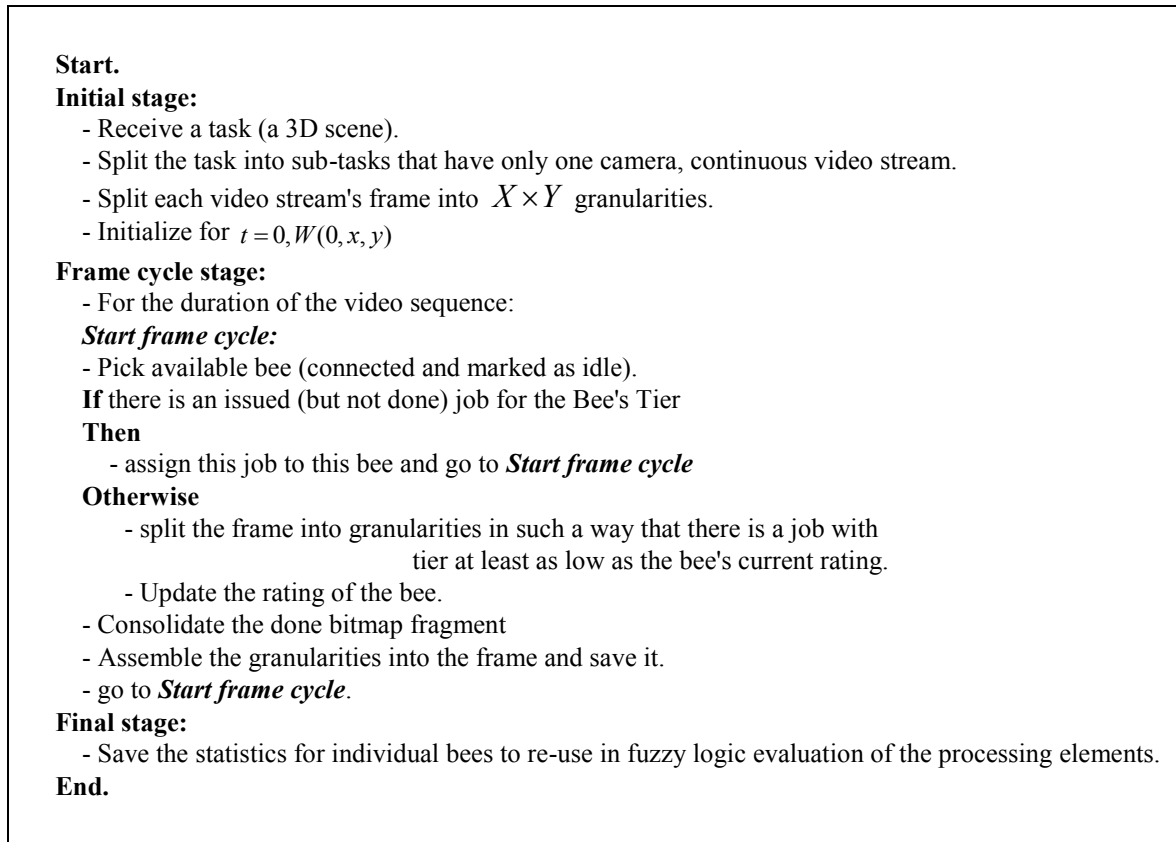 Start.
Initial stage:
- Receive a task (a 3D scene).
- Split the task into sub-tasks that have only one camera, continuous video stream.
- Split each video stream's frame into X × Y granularities.
- Initialize for t = 0, W(0, x, y)
Frame cycle stage:
- For the duration of the video sequence:
Start frame cycle:
- Pick available bee (connected and marked as idle).
If there is an issued (but not done) job for the Bee's Tier
Then
- assign this job to this bee and go to Start frame cycle
Otherwise
- split the frame into granularities in such a way that there is a job with
tier at least as low as the bee's current rating.
- Update the rating of the bee.
- Consolidate the done bitmap fragment
- Assemble the granularities into the frame and save it.
- go to Start frame cycle.
Final stage:
- Save the statistics for individual bees to re-use in fuzzy logic evaluation of the processing elements.
End.